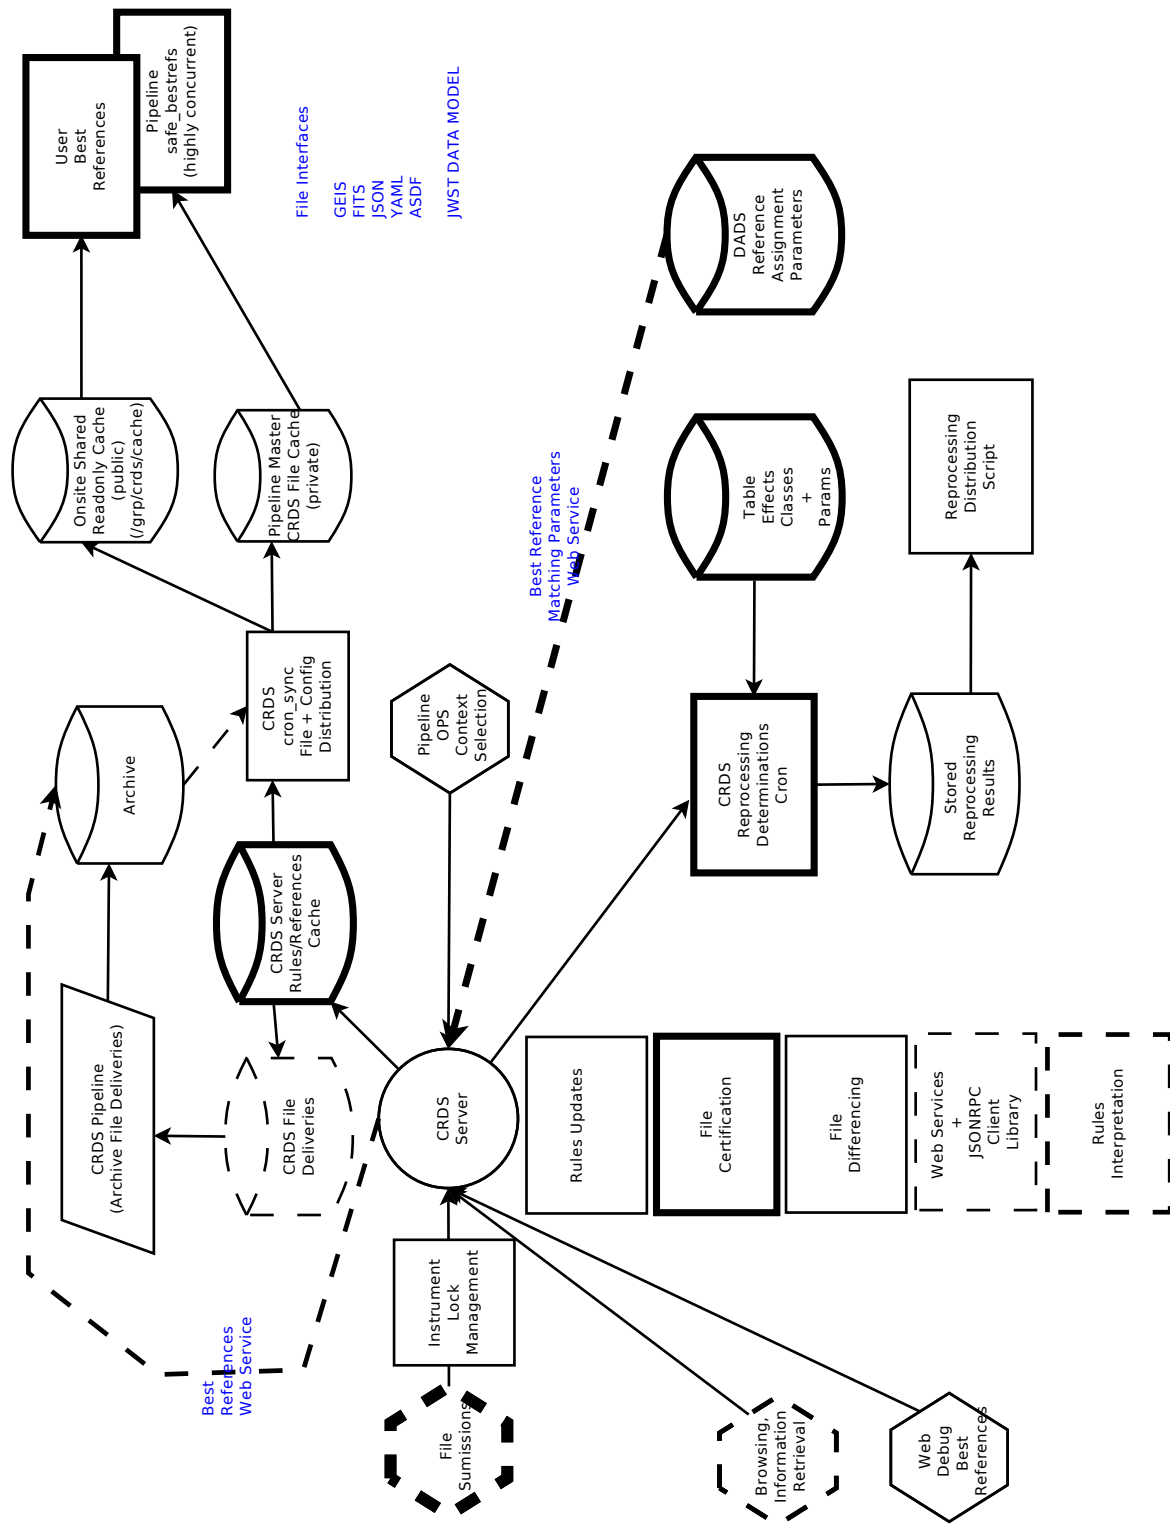 User
Best
References
Pipeline
safe_bestrefs
(highly concurrent)
File Interfaces
GEIS
FITS
JSON
YAML
ASDF
JWST DATA MODEL
Onsite Shared
Readonly Cache
(public)
(/grp/crds/cache)
Pipeline Master
CRDS File Cache
(private)
DADS
Reference
Assignment
Parameters
Best Reference
Matching Parameters
Web Service
Table
Effects
Classes
+
Params
Reprocessing
Distribution
Script
Archive
CRDS
cron_sync
File + Config
Distribution
Pipeline
OPS
Context
Selection
CRDS
Reprocessing
Determinations
Cron
Stored
Reprocessing
Results
CRDS Server
Rules/References
Cache
CRDS Pipeline
(Archive File Deliveries)
CRDS File
Deliveries
CRDS
Server
Rules Updates
File
Certification
File
Differencing
Web Services
+
JSONRPC
Client
Library
Rules
Interpretation
Best
References
Web Service
Instrument
Lock
Management
File
Sumissions
Browsing,
Information
Retrieval
Web
Debug
Best
References